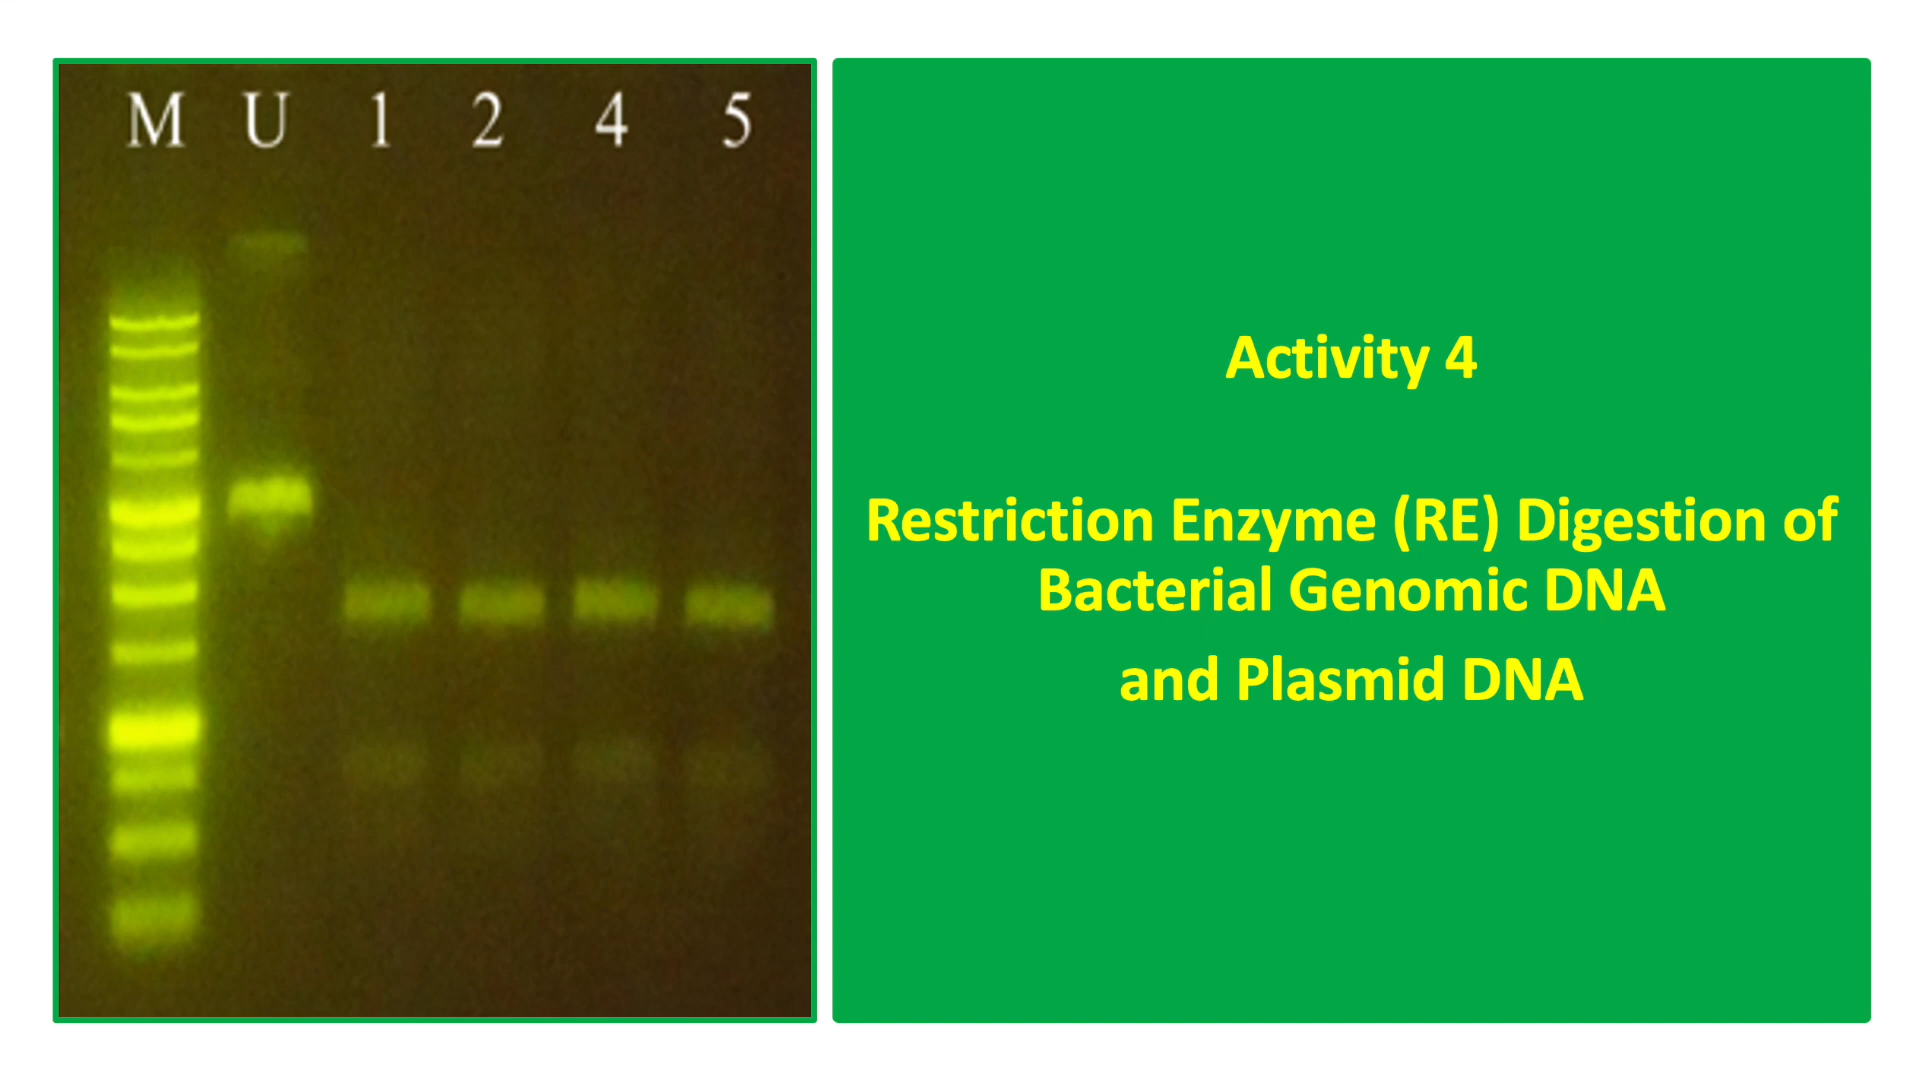 M U 1 2 4 5
Activity 4
Restriction Enzyme (RE) Digestion of
Bacterial Genomic DNA
and Plasmid DNA